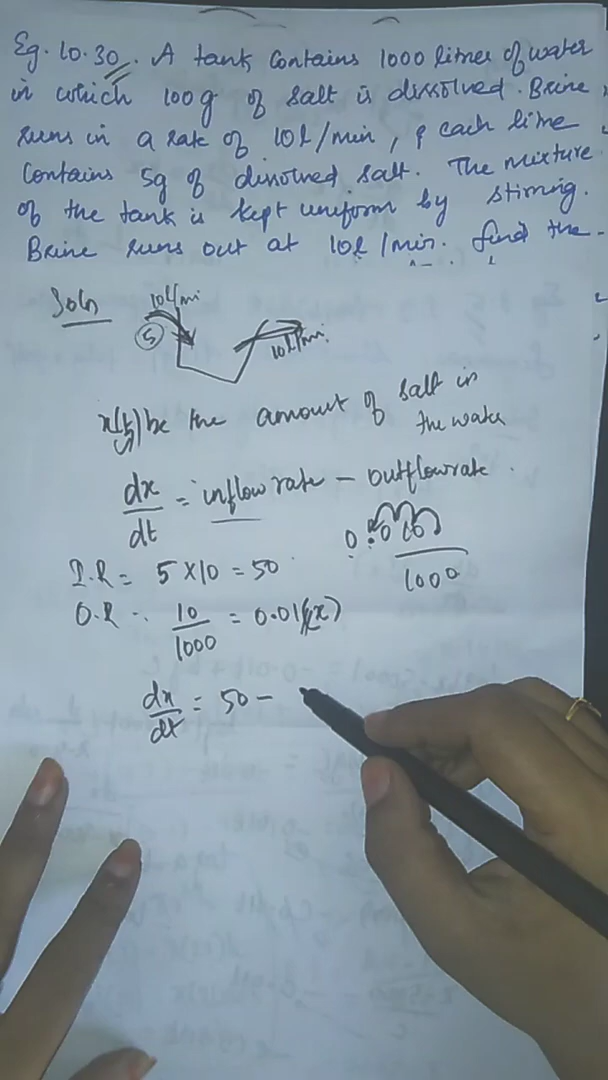 Eg. 10.30. A tank contains 1000 litres of water
in which 100g of salt is dissolved. Brine
runs in a rate of 10l/min, & each litre
contains 5g of dissolved salt. The mixture
of the tank is kept uniform by stirring.
Brine runs out at 10l/min. find the
Soln
10l/mi
5
10l/min
x(t) be the amount of salt in
the water
dx/dt = inflow rate - outflow rate.
0.010
1000
I.R = 5 × 10 = 50
O.R 10/1000 = 0.01(x)
dx/dt = 50 -